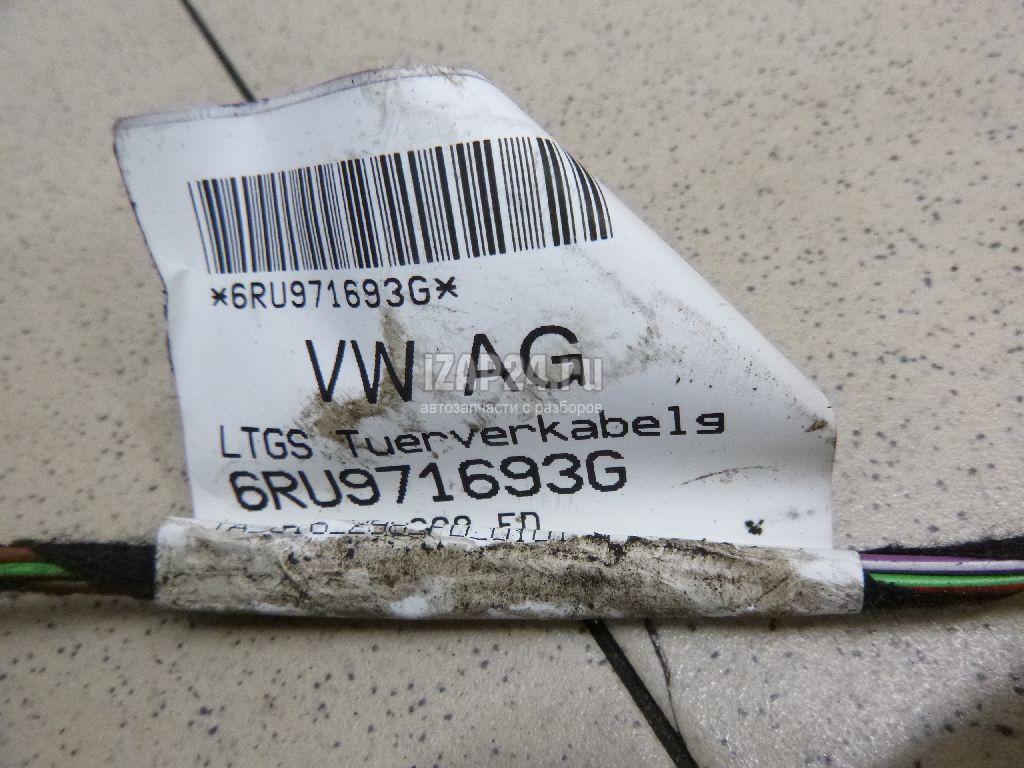 *6RU971693G*
VW AG
iZAP24.ru
автозапчасти с разборов
LTGS Tuerverkabelg
6RU971693G